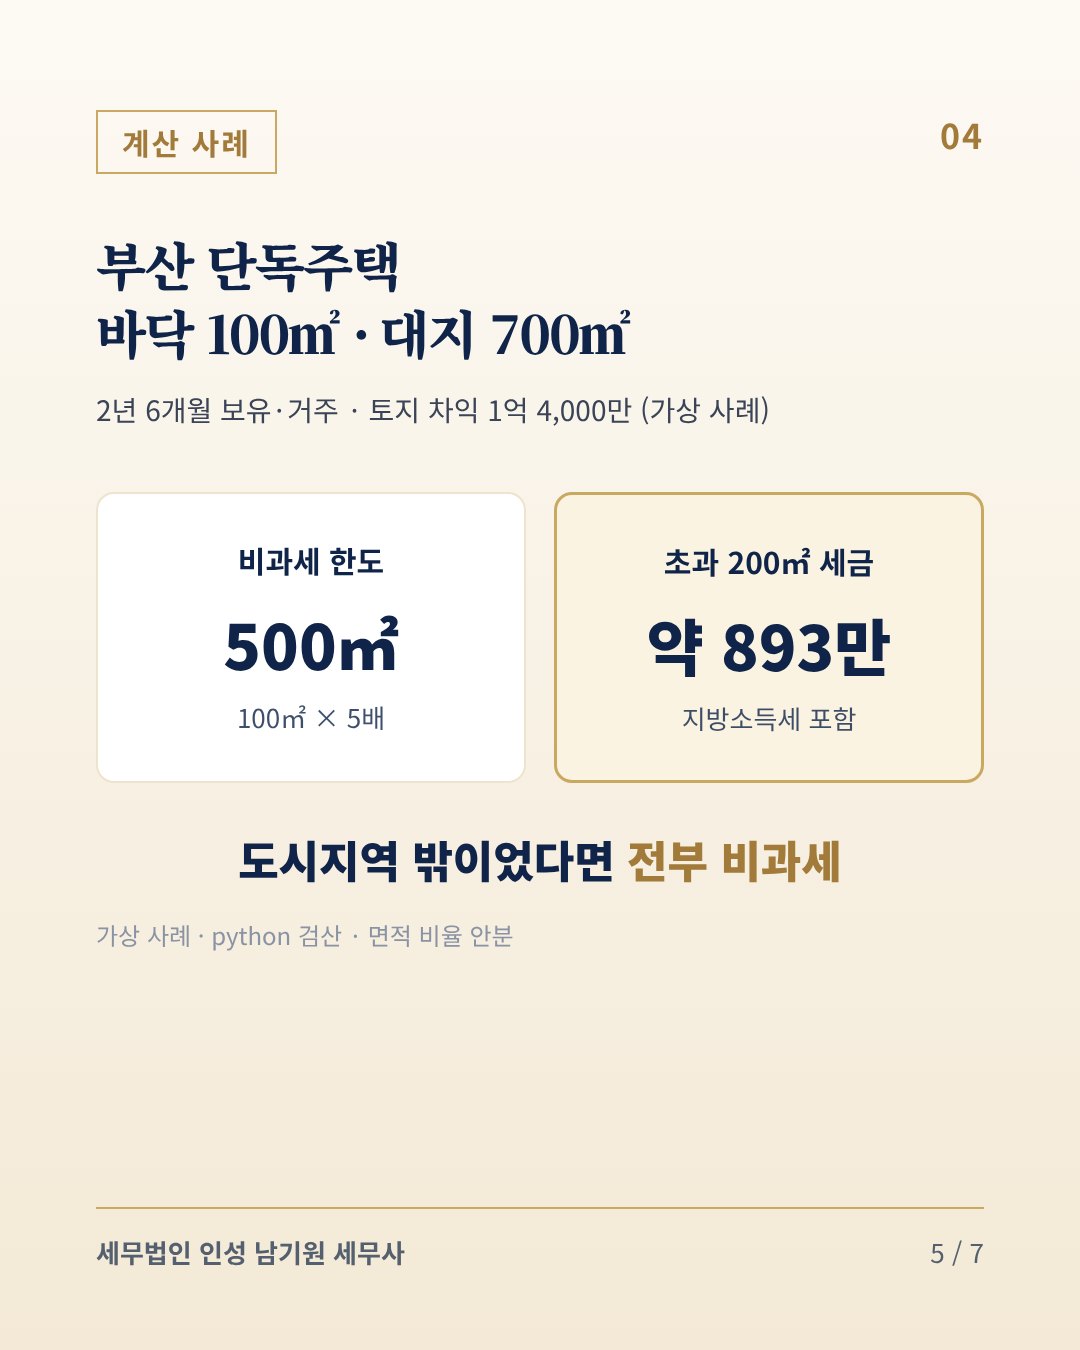 계산 사례
04
부산 단독주택
바닥 100㎡ · 대지 700㎡
2년 6개월 보유·거주 · 토지 차익 1억 4,000만 (가상 사례)
비과세 한도
500㎡
100㎡ × 5배
초과 200㎡ 세금
약 893만
지방소득세 포함
도시지역 밖이었다면 전부 비과세
가상 사례 · python 검산 · 면적 비율 안분
세무법인 인성 남기원 세무사
5 / 7